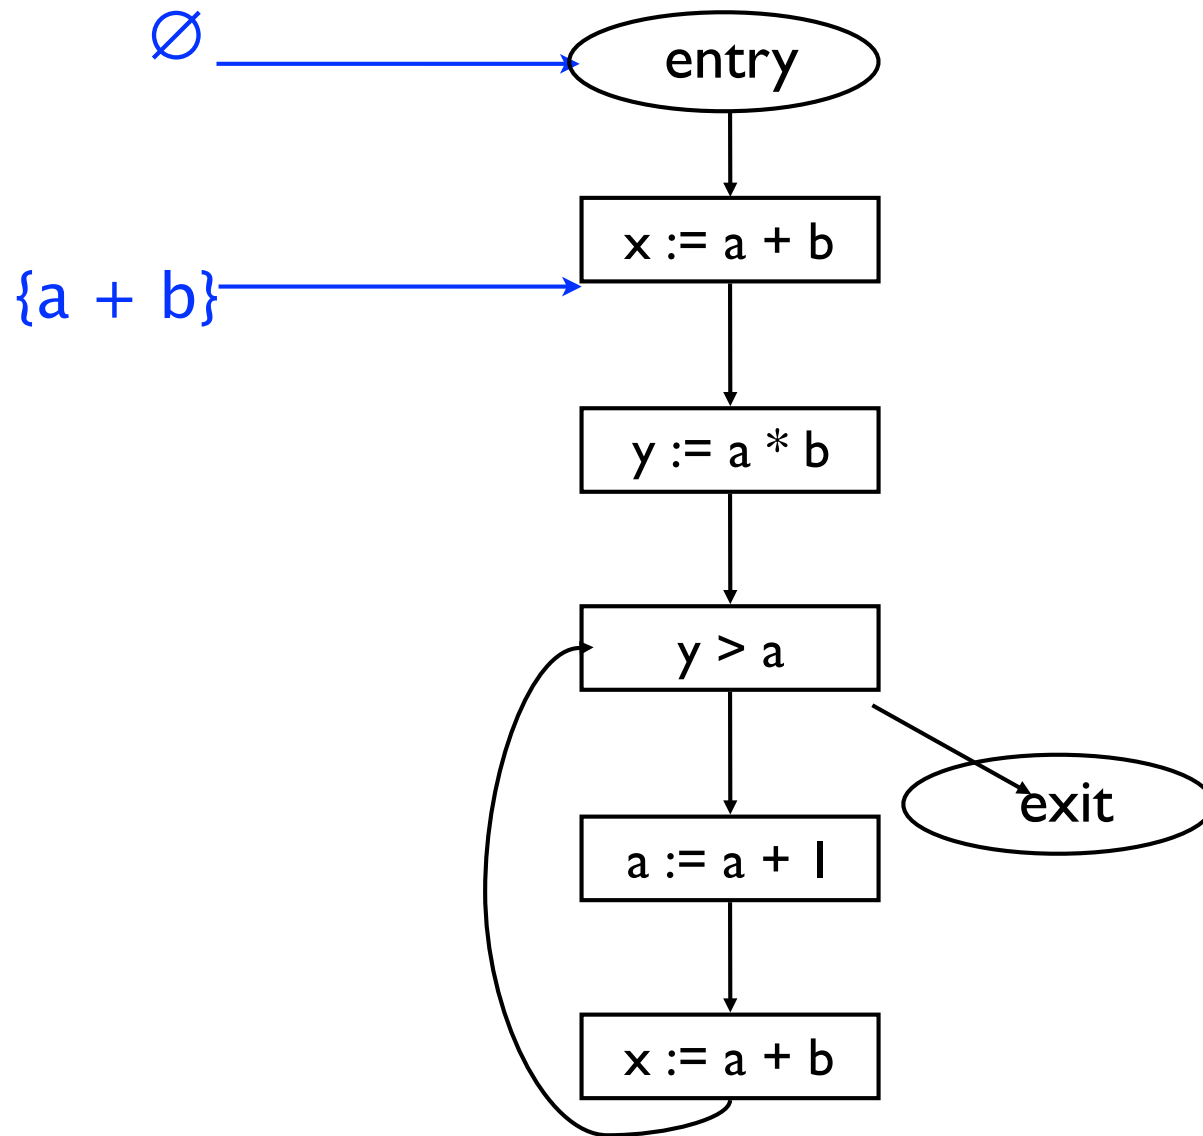 ∅
entry
x := a + b
{a + b}
y := a * b
y > a
exit
a := a + 1
x := a + b